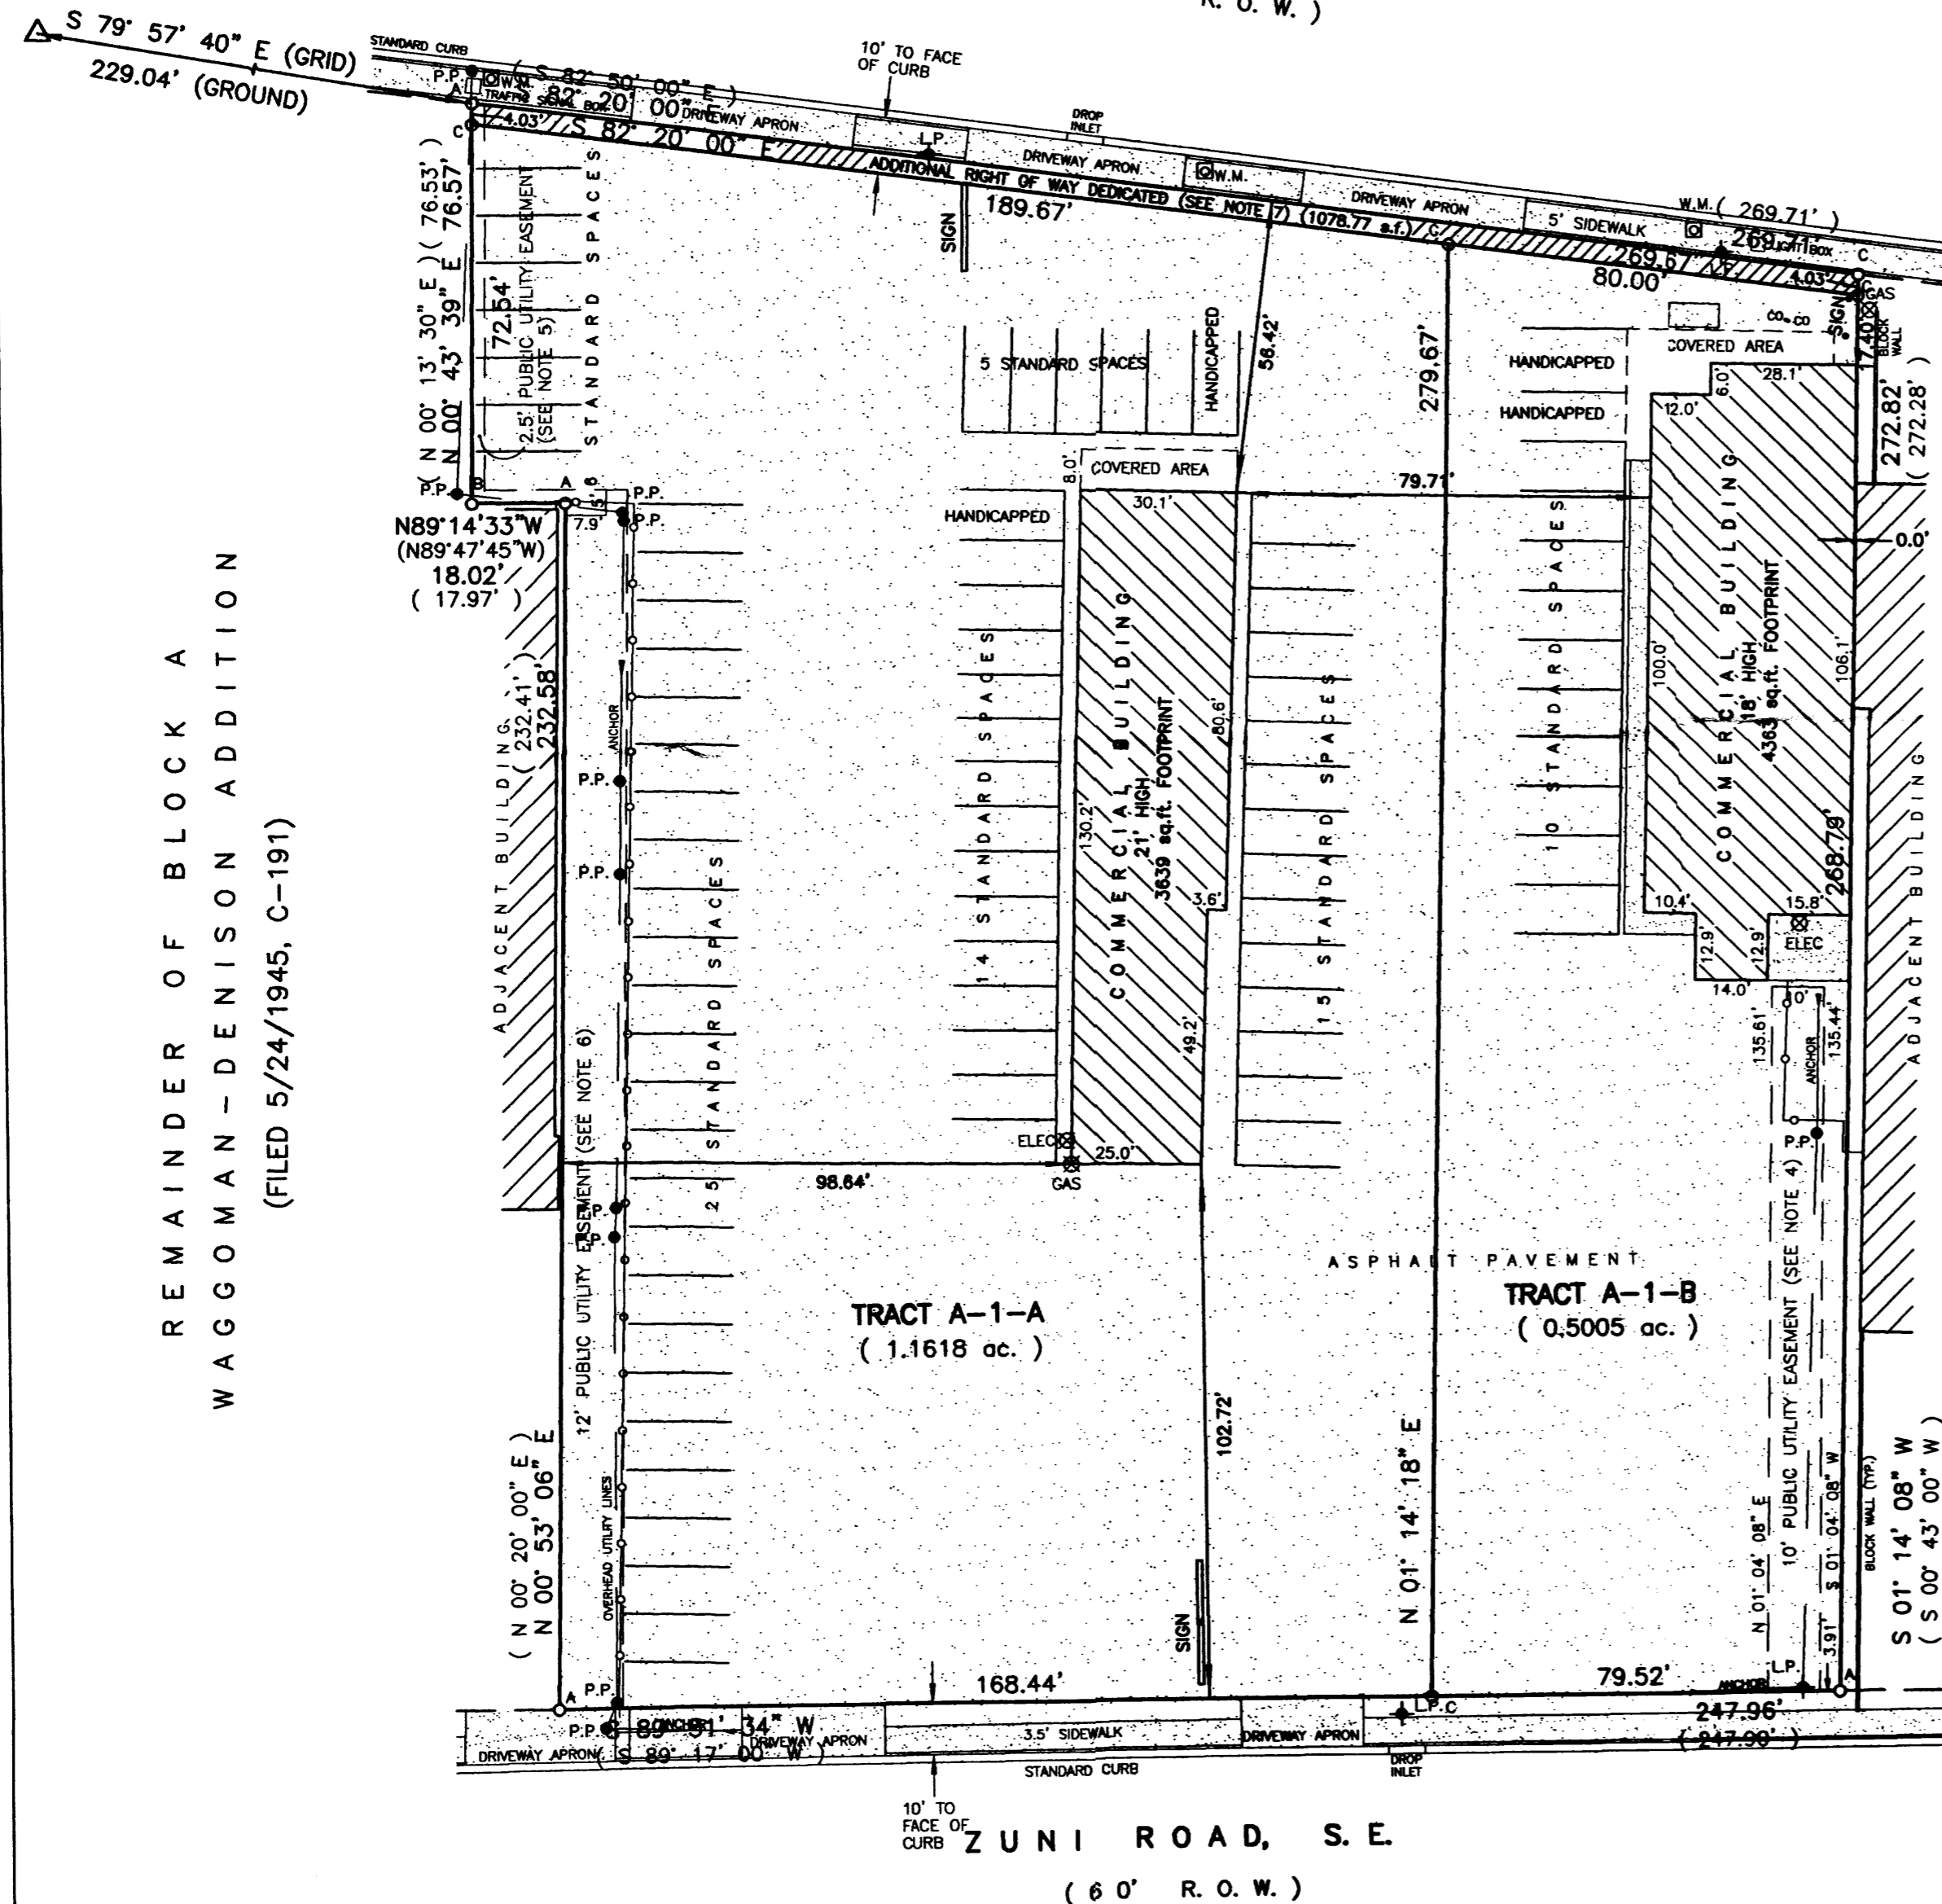 R. O. W. )
S 79° 57' 40" E (GRID)
229.04' (GROUND)
STANDARD CURB
10' TO FACE
OF CURB
P.P.
W.M.
( S 82° 50' 00" E )
S 82° 20' 00" E
TRAFFIC SIGNAL BOX
A
C
4.03'
S 82° 20' 00" E
DRIVEWAY APRON
L.P.
DROP
INLET
DRIVEWAY APRON
W.M.
DRIVEWAY APRON
5' SIDEWALK
W.M.
( 269.71' )
269.71'
LIGHT BOX
C
ADDITIONAL RIGHT OF WAY DEDICATED (SEE NOTE 7) (1078.77 s.f.)
C
269.67'
4.03'
C
189.67'
80.00'
GAS
SIGN
17.40'
BLOCK
WALL
272.82'
( 272.28' )
( N 00° 13' 30" E ) ( 76.53' )
N 00° 43' 39" E 76.57'
72.54'
2.5' PUBLIC UTILITY EASEMENT
(SEE NOTE 5)
6 STANDARD SPACES
SIGN
5 STANDARD SPACES
HANDICAPPED
56.42'
279.67'
HANDICAPPED
HANDICAPPED
CO
CO
COVERED AREA
28.1'
6.0'
12.0'
P.P.
B
A
5'
P.P.
P.P.
7.9'
N89°14'33"W
(N89°47'45"W)
18.02'
( 17.97' )
8.0'
COVERED AREA
30.1'
79.71'
HANDICAPPED
0.0'
REMAINDER OF BLOCK A
WAGGOMAN-DENISON ADDITION
(FILED 5/24/1945, C-191)
ADJACENT BUILDING
( 232.41' )
232.58'
ANCHOR
P.P.
P.P.
25 STANDARD SPACES
14 STANDARD SPACES
130.2'
COMMERCIAL BUILDING
21' HIGH
3639 sq.ft. FOOTPRINT
80.6'
3.6'
49.2'
15 STANDARD SPACES
10 STANDARD SPACES
100.0'
COMMERCIAL BUILDING
18' HIGH
4363 sq.ft. FOOTPRINT
106.1'
268.79'
10.4'
15.8'
ELEC
12.9'
12.9'
14.0'
10'
ADJACENT BUILDING
135.61'
ANCHOR
135.44'
P.P.
ELEC
25.0'
GAS
98.64'
P.P.
P.P.
12' PUBLIC UTILITY EASEMENT (SEE NOTE 6)
ASPHALT PAVEMENT
TRACT A-1-A
( 1.1618 ac. )
TRACT A-1-B
( 0.5005 ac. )
102.72'
SIGN
N 01° 14' 18" E
10' PUBLIC UTILITY EASEMENT (SEE NOTE 4)
N 01° 04' 08" E
S 01° 04' 08" W
3.91'
BLOCK WALL (TYP.)
S 01° 14' 08" W
( S 00° 43' 00" W )
( N 00° 20' 00" E )
N 00° 53' 06" E
OVERHEAD UTILITY LINES
A
P.P.
168.44'
79.52'
ANCHOR
L.P.
A
L.P.
C
247.96'
( 247.90' )
P.P.
ANCHOR
S 89° 51' 34" W
( S 89° 17' 00" W )
DRIVEWAY APRON
DRIVEWAY APRON
3.5' SIDEWALK
DRIVEWAY APRON
STANDARD CURB
DROP
INLET
10' TO
FACE OF
CURB
ZUNI ROAD, S.E.
( 60' R. O. W. )